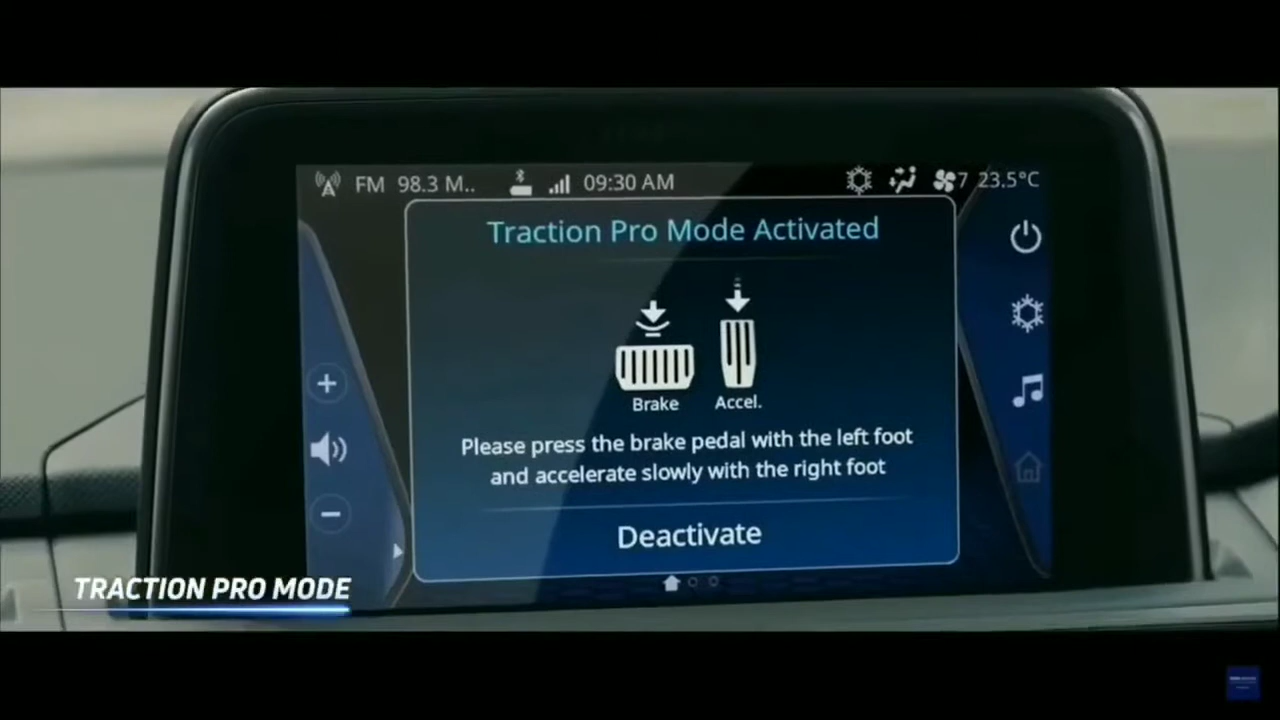 FM 98.3 M.. 09:30 AM 7 23.5°C
Traction Pro Mode Activated
Brake Accel.
Please press the brake pedal with the left foot
and accelerate slowly with the right foot
Deactivate
TRACTION PRO MODE